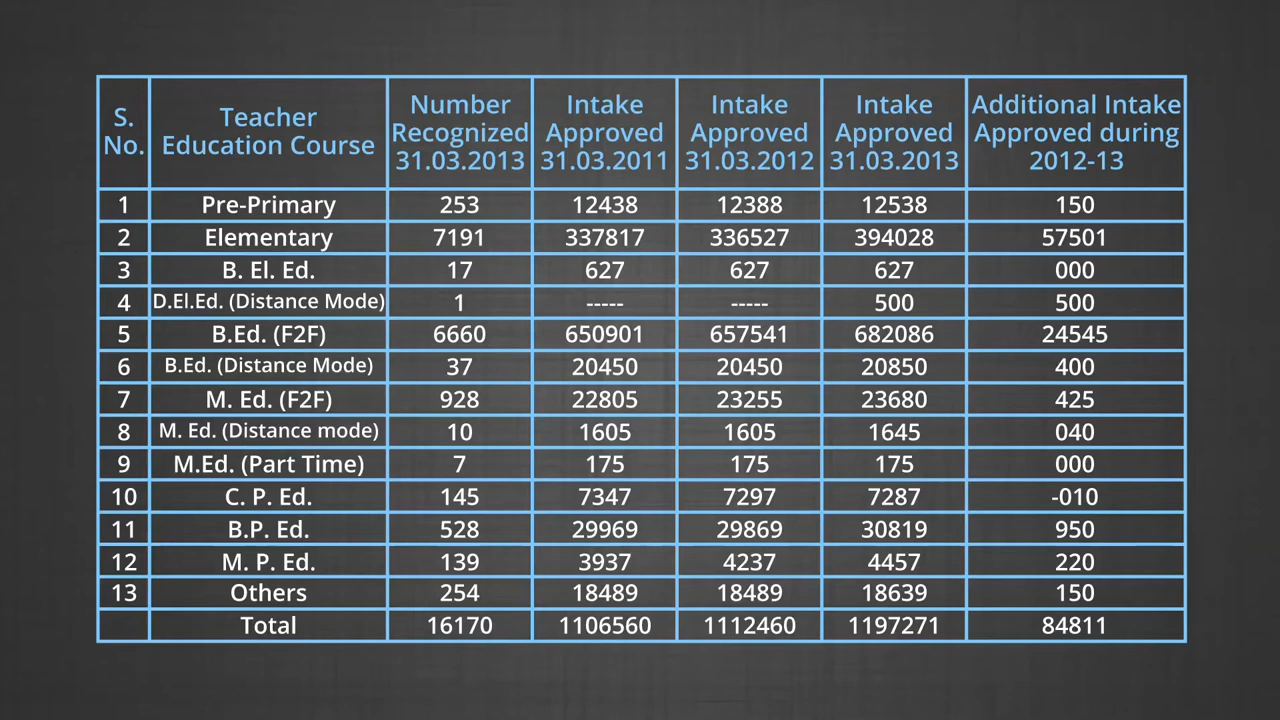 S. No. Teacher Education Course Number Recognized 31.03.2013 Intake Approved 31.03.2011 Intake Approved 31.03.2012 Intake Approved 31.03.2013 Additional Intake Approved during 2012-13
1 Pre-Primary 253 12438 12388 12538 150
2 Elementary 7191 337817 336527 394028 57501
3 B. El. Ed. 17 627 627 627 000
4 D.El.Ed. (Distance Mode) 1 ----- ----- 500 500
5 B.Ed. (F2F) 6660 650901 657541 682086 24545
6 B.Ed. (Distance Mode) 37 20450 20450 20850 400
7 M. Ed. (F2F) 928 22805 23255 23680 425
8 M. Ed. (Distance mode) 10 1605 1605 1645 040
9 M.Ed. (Part Time) 7 175 175 175 000
10 C. P. Ed. 145 7347 7297 7287 -010
11 B.P. Ed. 528 29969 29869 30819 950
12 M. P. Ed. 139 3937 4237 4457 220
13 Others 254 18489 18489 18639 150
Total 16170 1106560 1112460 1197271 84811